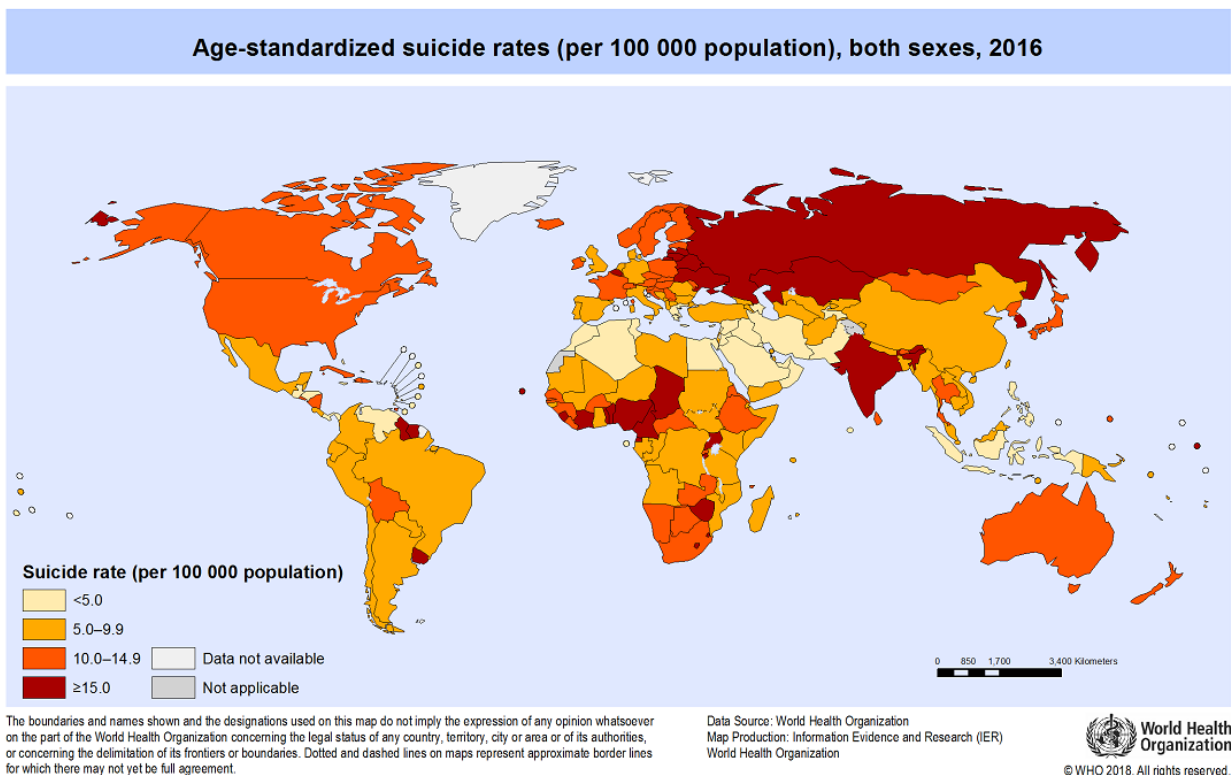 Age-standardized suicide rates (per 100 000 population), both sexes, 2016
Suicide rate (per 100 000 population)
<5.0
5.0–9.9
10.0–14.9
≥15.0
Data not available
Not applicable
0 850 1,700 3,400 Kilometers
The boundaries and names shown and the designations used on this map do not imply the expression of any opinion whatsoever
on the part of the World Health Organization concerning the legal status of any country, territory, city or area or of its authorities,
or concerning the delimitation of its frontiers or boundaries. Dotted and dashed lines on maps represent approximate border lines
for which there may not yet be full agreement.
Data Source: World Health Organization
Map Production: Information Evidence and Research (IER)
World Health Organization
World Health
Organization
© WHO 2018. All rights reserved.